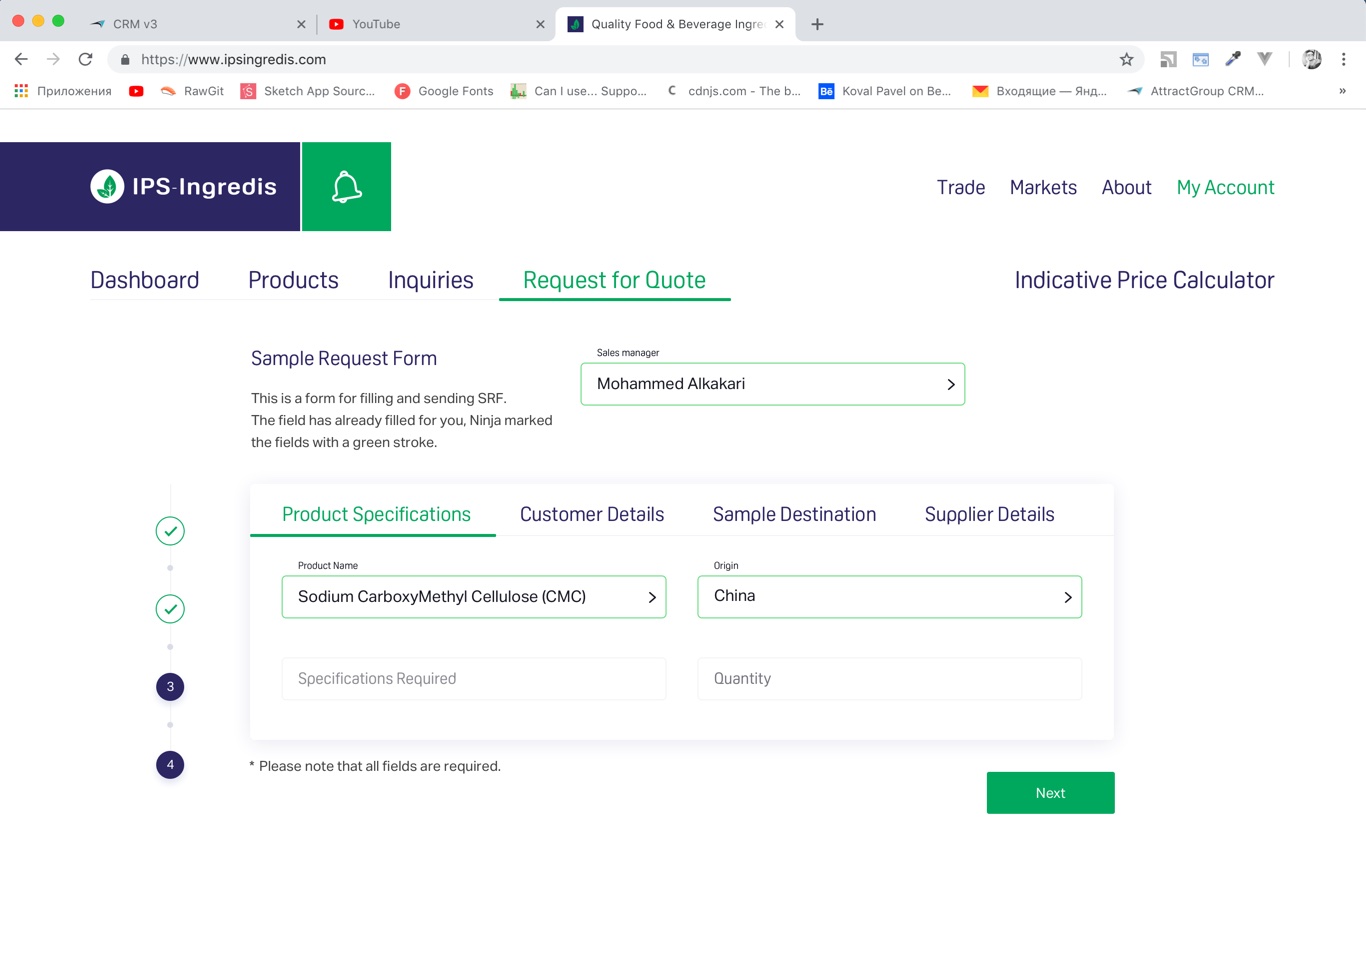 CRM v3
YouTube
Quality Food & Beverage Ingre
https://www.ipsingredis.com
Приложения
RawGit
Sketch App Sourc...
Google Fonts
Can I use... Suppo...
cdnjs.com - The b...
Koval Pavel on Be...
Входящие — Янд...
AttractGroup CRM...
IPS-Ingredis
Trade
Markets
About
My Account
Dashboard
Products
Inquiries
Request for Quote
Indicative Price Calculator
Sample Request Form
This is a form for filling and sending SRF.
The field has already filled for you, Ninja marked
the fields with a green stroke.
Sales manager
Mohammed Alkakari
Product Specifications
Customer Details
Sample Destination
Supplier Details
Product Name
Sodium CarboxyMethyl Cellulose (CMC)
Origin
China
Specifications Required
Quantity
3
4
* Please note that all fields are required.
Next